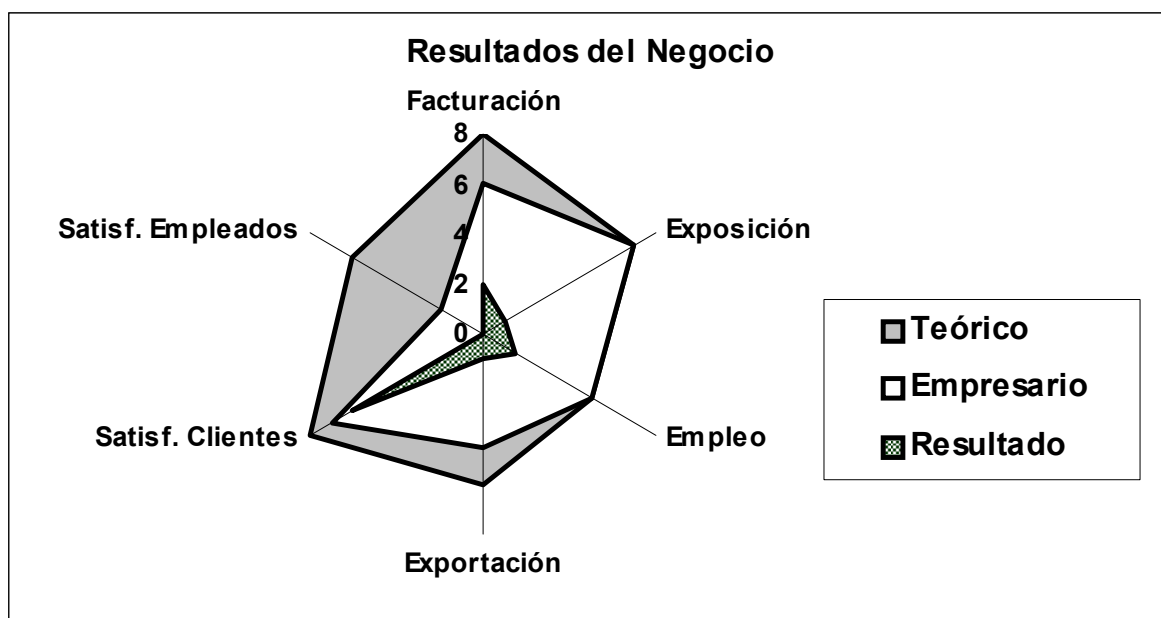 Resultados del Negocio
Facturación
8
6
4
2
0
Satisf. Empleados
Exposición
Satisf. Clientes
Empleo
Exportación
Teórico
Empresario
Resultado